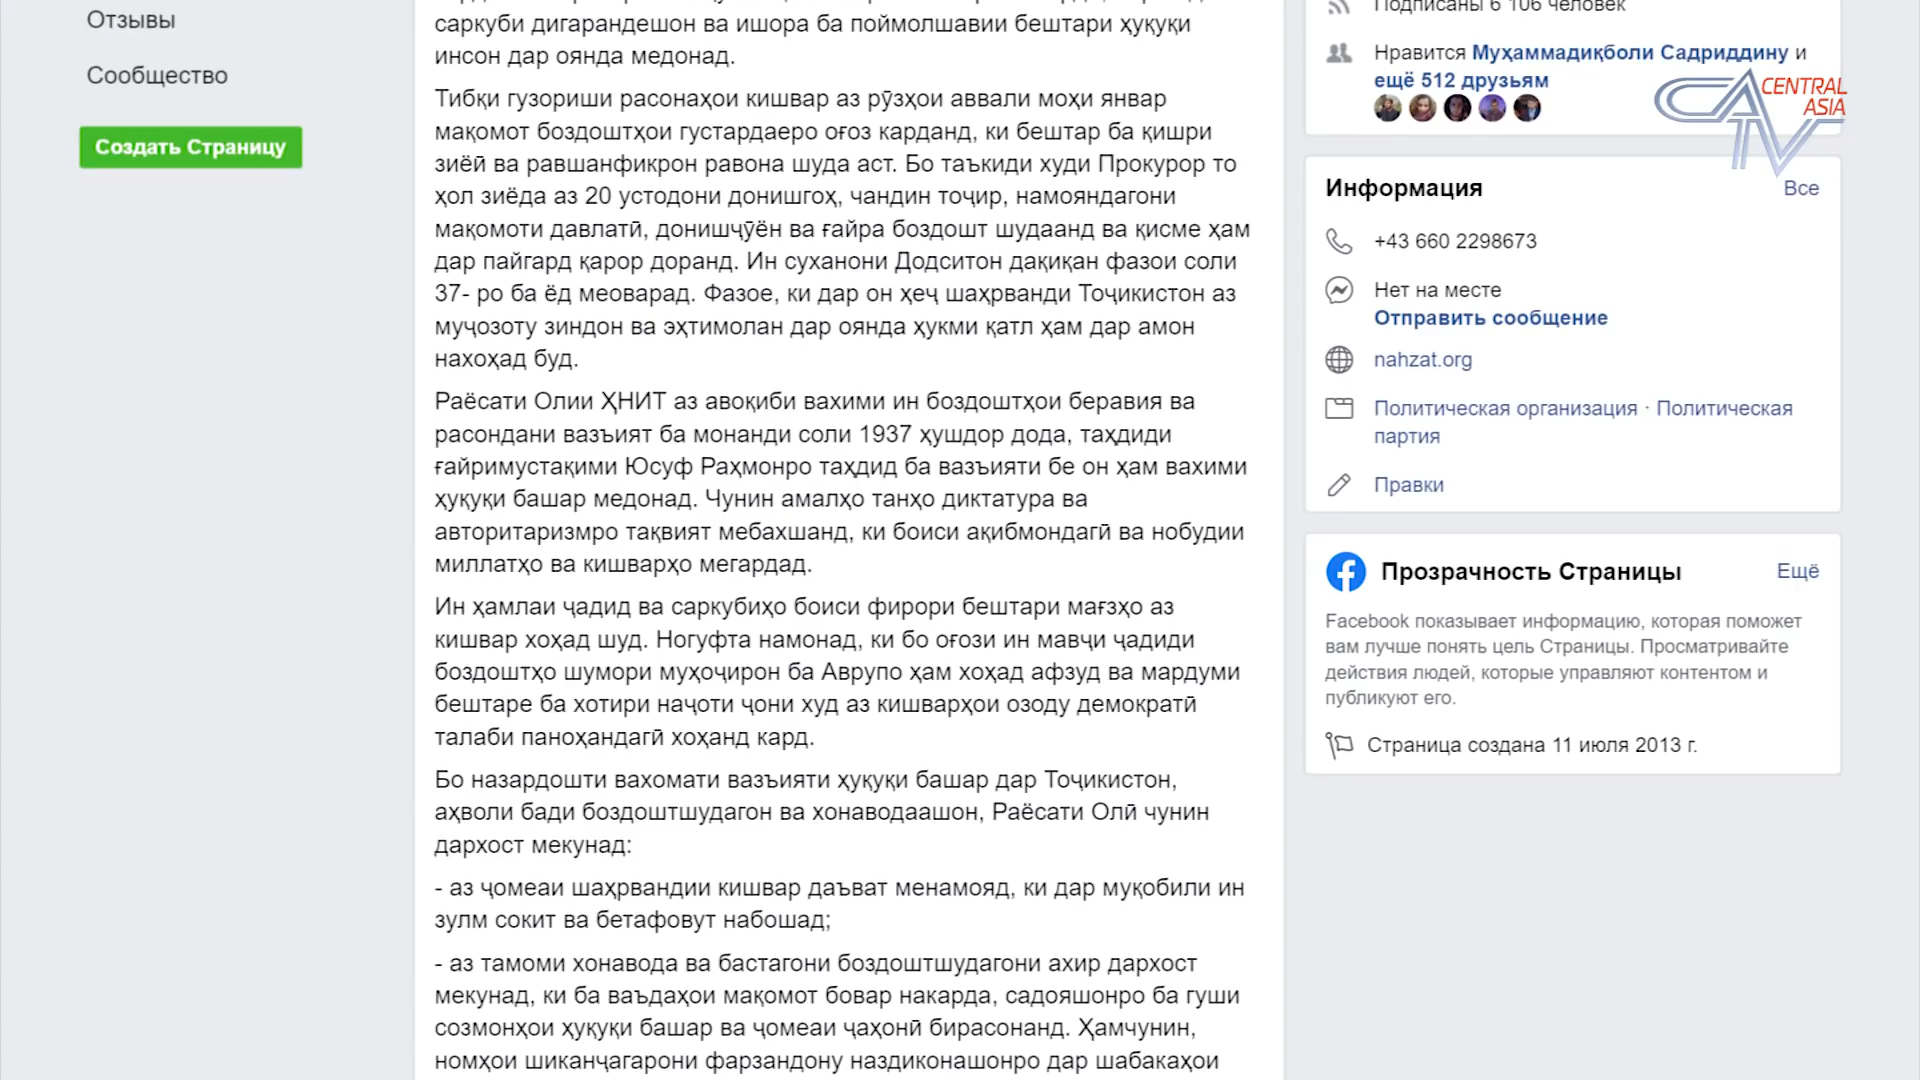 Отзывы
Сообщество
Создать Страницу
саркуби дигарандешон ва ишора ба поймолшавии бештари ҳуқуқи
инсон дар оянда медонад.
Тибқи гузориши расонаҳои кишвар аз рӯзҳои аввали моҳи январ
мақомот боздоштҳои густардаеро оғоз карданд, ки бештар ба қишри
зиёӣ ва равшанфикрон равона шуда аст. Бо таъкиди худи Прокурор то
ҳол зиёда аз 20 устодони донишгоҳ, чандин тоҷир, намояндагони
мақомоти давлатӣ, донишҷӯён ва ғайра боздошт шудаанд ва қисме ҳам
дар пайгард қарор доранд. Ин суханони Додситон дақиқан фазои соли
37- ро ба ёд меоварад. Фазое, ки дар он ҳеҷ шаҳрванди Тоҷикистон аз
муҷозоту зиндон ва эҳтимолан дар оянда ҳукми қатл ҳам дар амон
нахоҳад буд.
Раёсати Олии ҲНИТ аз авоқиби вахими ин боздоштҳои беравия ва
расондани вазъият ба монанди соли 1937 ҳушдор дода, таҳдиди
ғайримустақими Юсуф Раҳмонро таҳдид ба вазъияти бе он ҳам вахими
ҳуқуқи башар медонад. Чунин амалҳо танҳо диктатура ва
авторитаризмро тақвият мебахшанд, ки боиси ақибмондагӣ ва нобудии
миллатҳо ва кишварҳо мегардад.
Ин ҳамлаи ҷадид ва саркубиҳо боиси фирори бештари мағзҳо аз
кишвар хоҳад шуд. Ногуфта намонад, ки бо оғози ин мавҷи ҷадиди
боздоштҳо шумори муҳоҷирон ба Аврупо ҳам хоҳад афзуд ва мардуми
бештаре ба хотири наҷоти ҷони худ аз кишварҳои озоду демократӣ
талаби паноҳандагӣ хоҳанд кард.
Бо назардошти вахомати вазъияти ҳуқуқи башар дар Тоҷикистон,
аҳволи бади боздоштшудагон ва хонаводаашон, Раёсати Олӣ чунин
дархост мекунад:
- аз ҷомеаи шаҳрвандии кишвар даъват менамояд, ки дар муқобили ин
зулм сокит ва бетафовут набошад;
- аз тамоми хонавода ва бастагони боздоштшудагони ахир дархост
мекунад, ки ба ваъдаҳои мақомот бовар накарда, садояшонро ба гуши
созмонҳои ҳуқуқи башар ва ҷомеаи ҷаҳонӣ бирасонанд. Ҳамчунин,
номҳои шиканҷагарони фарзандону наздиконашонро дар шабакаҳои
Подписаны 6 106 человек
Нравится Муҳаммадиқболи Садриддину и
ещё 512 друзьям
CATV CENTRAL
ASIA
Информация
Все
+43 660 2298673
Нет на месте
Отправить сообщение
nahzat.org
Политическая организация · Политическая
партия
Правки
Прозрачность Страницы
Ещё
Facebook показывает информацию, которая поможет
вам лучше понять цель Страницы. Просматривайте
действия людей, которые управляют контентом и
публикуют его.
Страница создана 11 июля 2013 г.